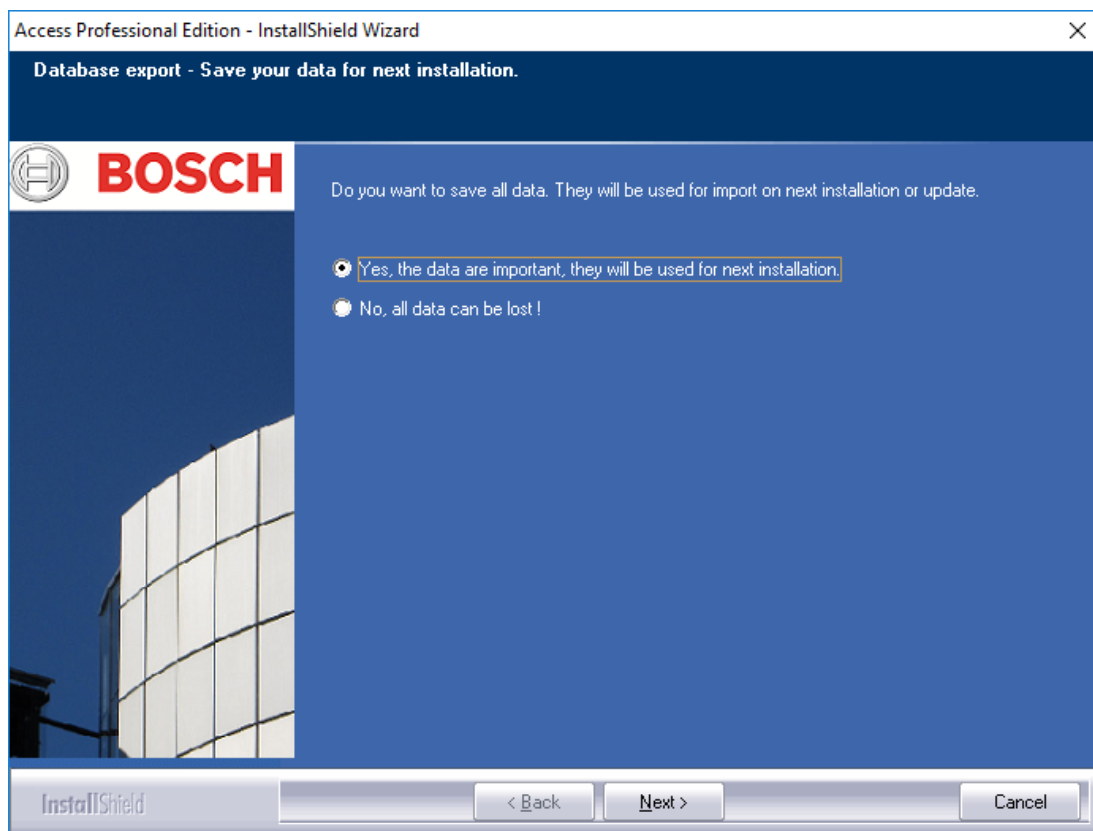 Access Professional Edition - InstallShield Wizard
Database export - Save your data for next installation.
BOSCH
Do you want to save all data. They will be used for import on next installation or update.
Yes, the data are important, they will be used for next installation.
No, all data can be lost !
InstallShield
< Back
Next >
Cancel